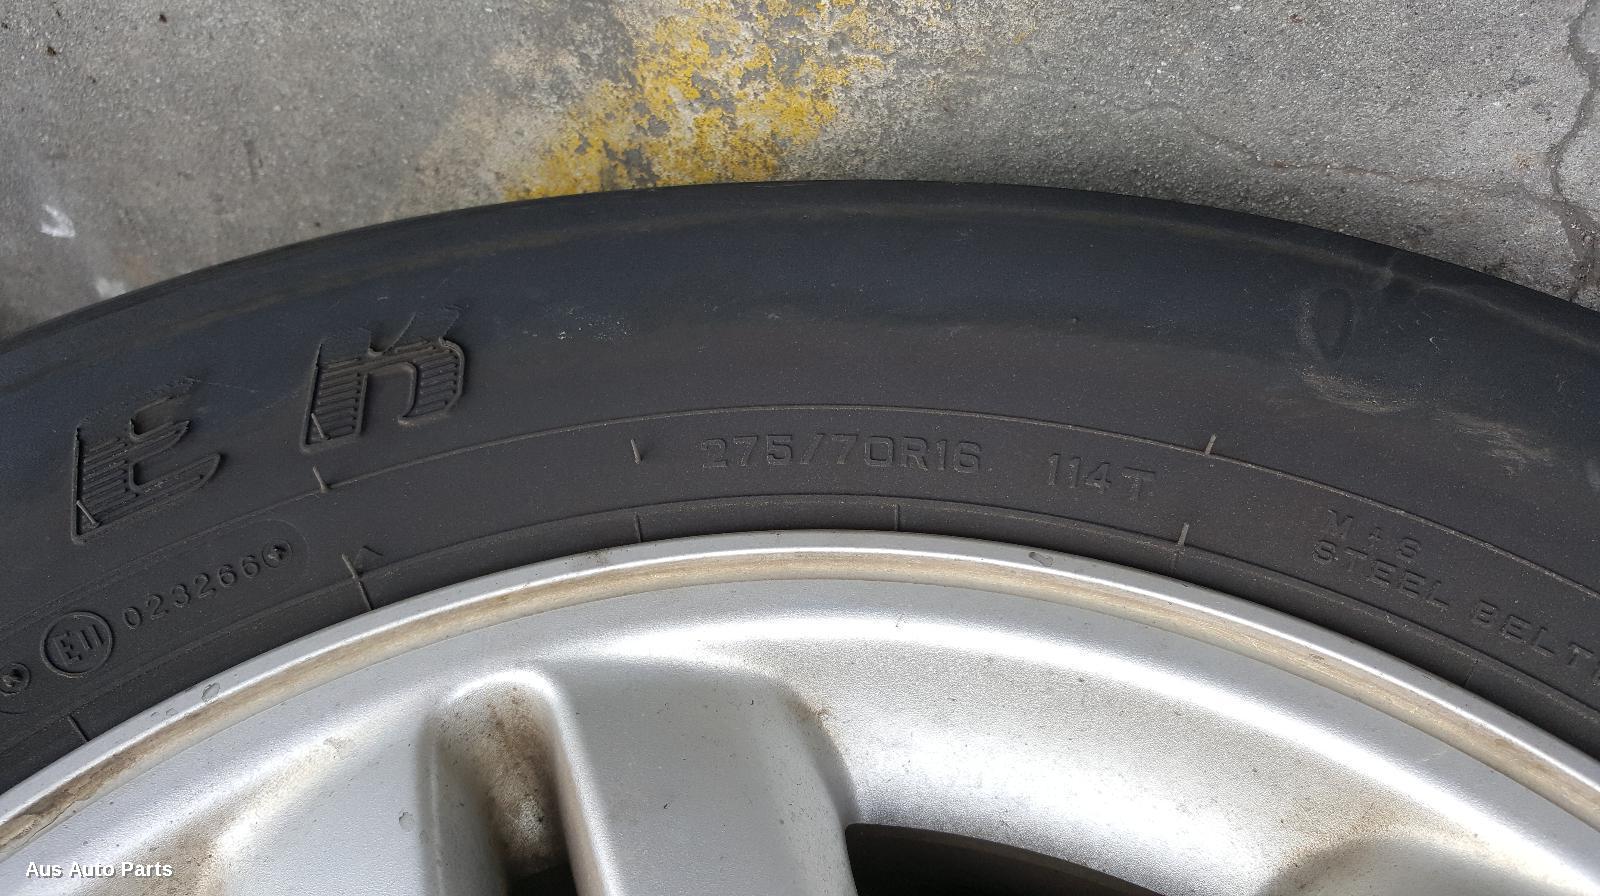 E R
275/70R16 114T
M+S
STEEL BELT
E11 023266
Aus Auto Parts